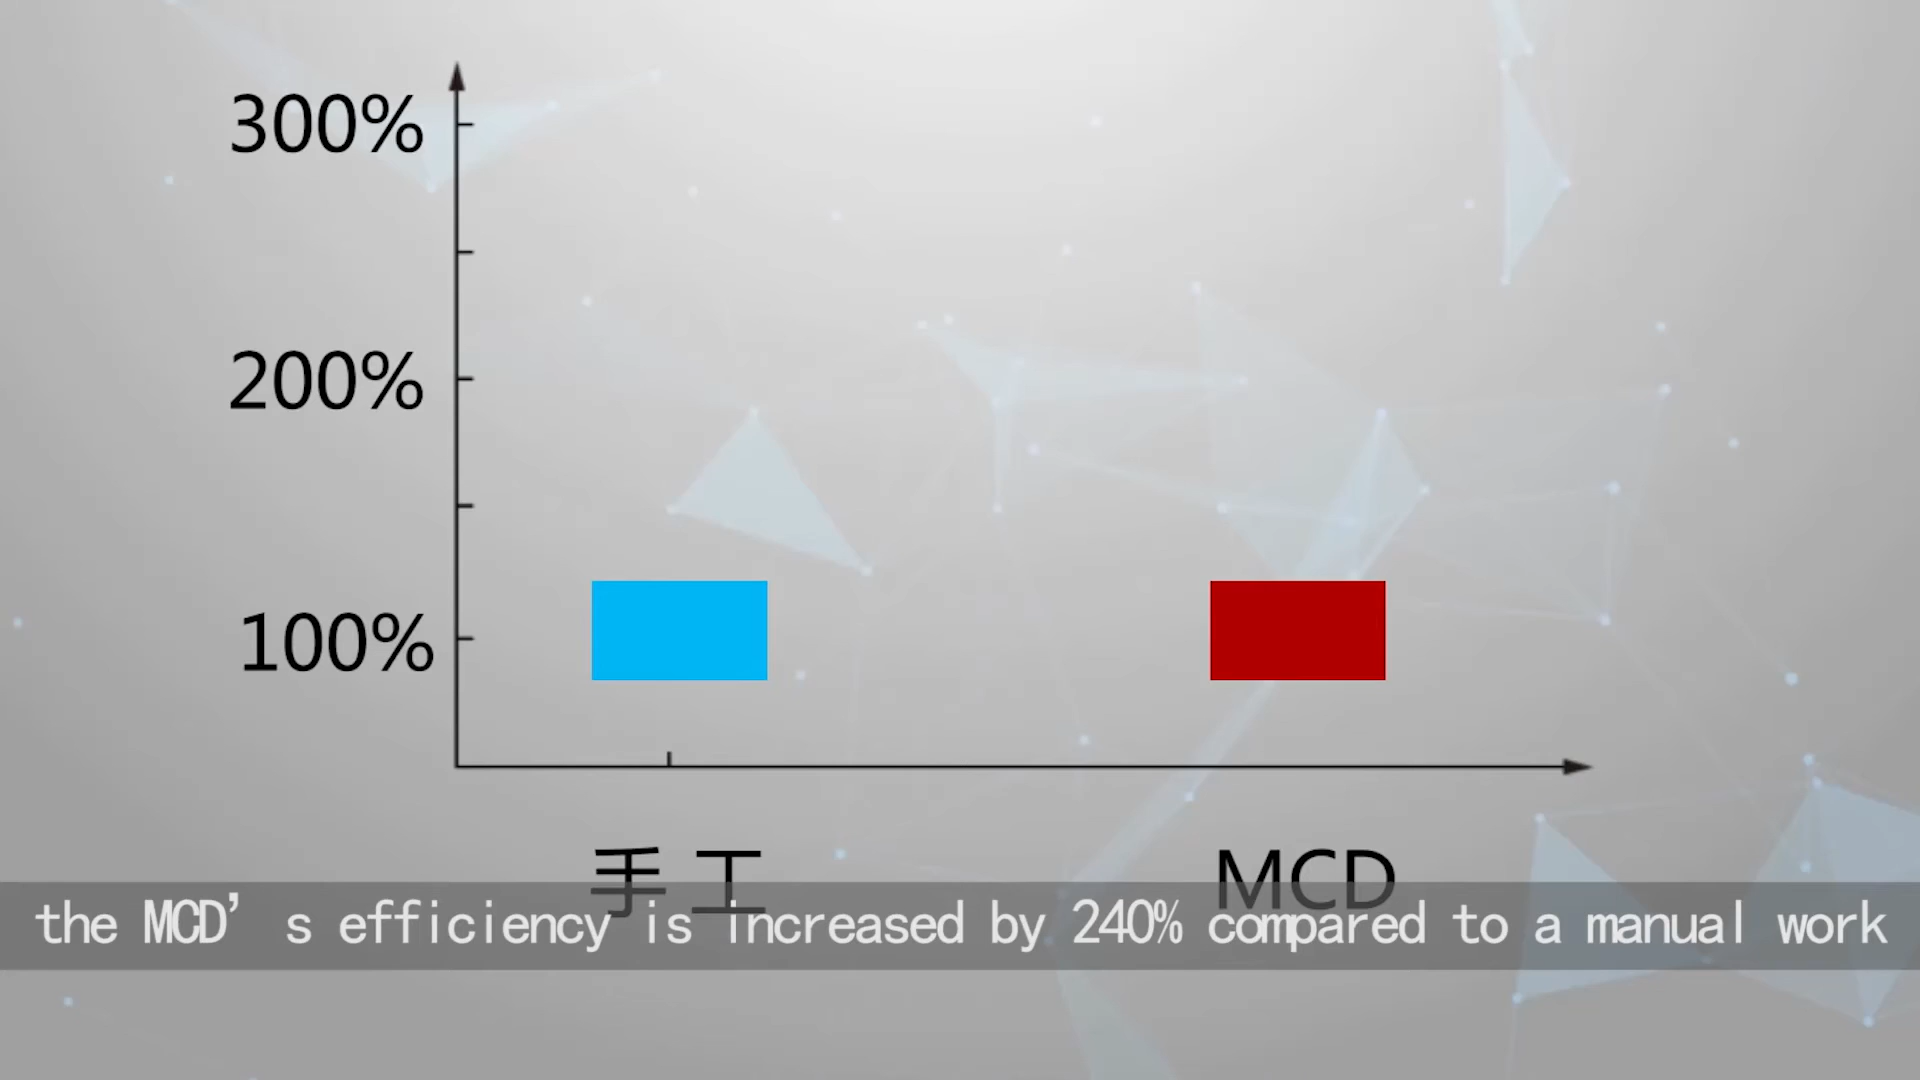 300%
200%
100%
手工
MCD
the MCD's efficiency is increased by 240% compared to a manual work